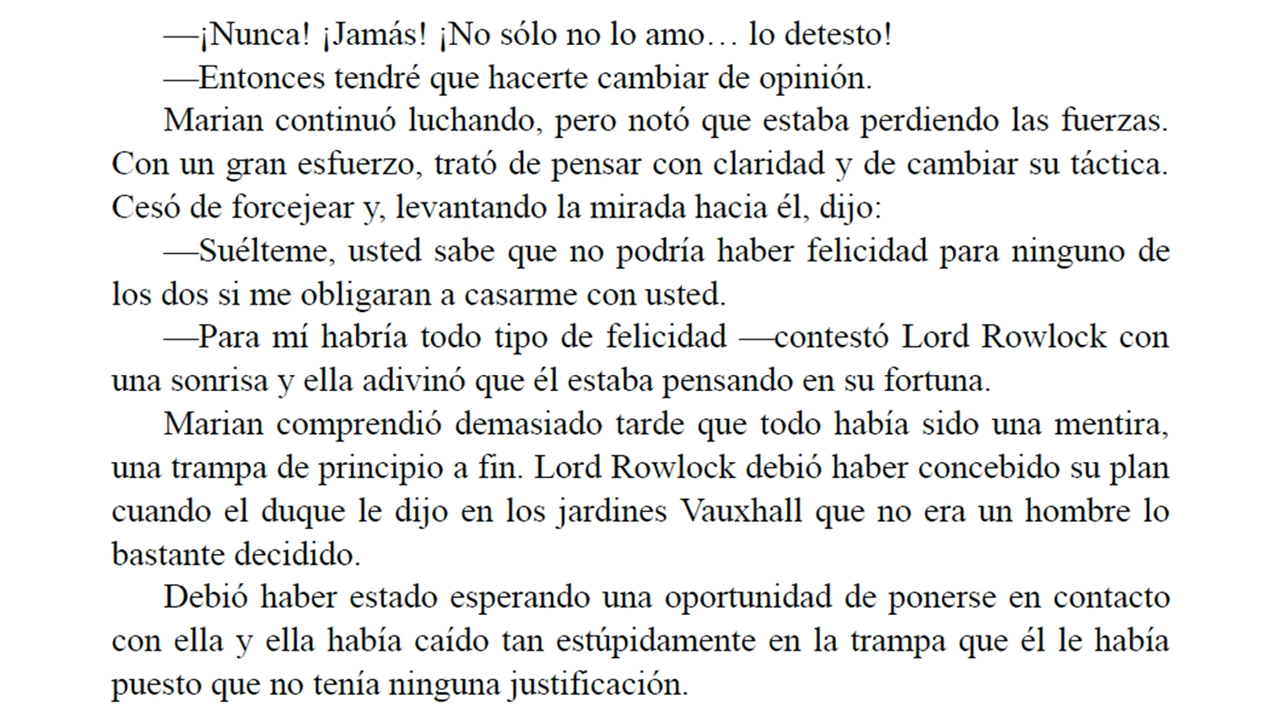 —¡Nunca! ¡Jamás! ¡No sólo no lo amo… lo detesto!
—Entonces tendré que hacerte cambiar de opinión.
Marian continuó luchando, pero notó que estaba perdiendo las fuerzas.
Con un gran esfuerzo, trató de pensar con claridad y de cambiar su táctica.
Cesó de forcejear y, levantando la mirada hacia él, dijo:
—Suélteme, usted sabe que no podría haber felicidad para ninguno de
los dos si me obligaran a casarme con usted.
—Para mí habría todo tipo de felicidad —contestó Lord Rowlock con
una sonrisa y ella adivinó que él estaba pensando en su fortuna.
Marian comprendió demasiado tarde que todo había sido una mentira,
una trampa de principio a fin. Lord Rowlock debió haber concebido su plan
cuando el duque le dijo en los jardines Vauxhall que no era un hombre lo
bastante decidido.
Debió haber estado esperando una oportunidad de ponerse en contacto
con ella y ella había caído tan estúpidamente en la trampa que él le había
puesto que no tenía ninguna justificación.